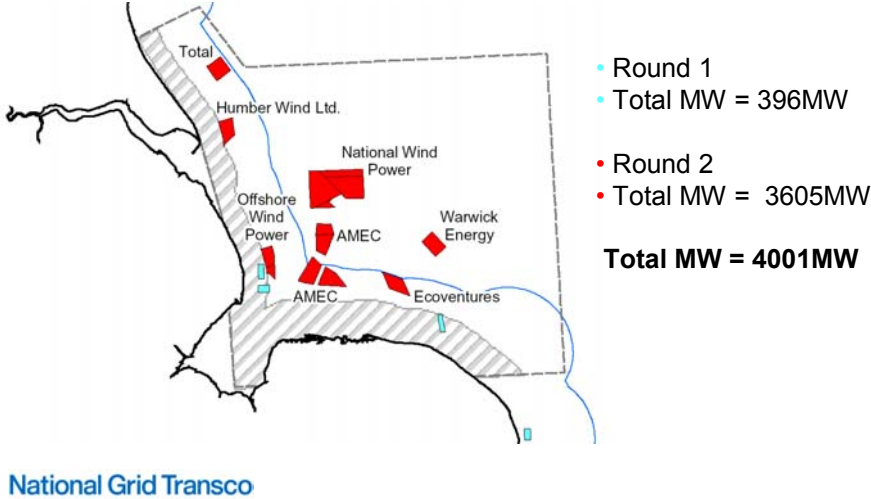 Total
Humber Wind Ltd.
National Wind
Power
Offshore
Wind
Power
AMEC
Warwick
Energy
AMEC
Ecoventures
• Round 1
• Total MW = 396MW
• Round 2
• Total MW = 3605MW
Total MW = 4001MW
National Grid Transco